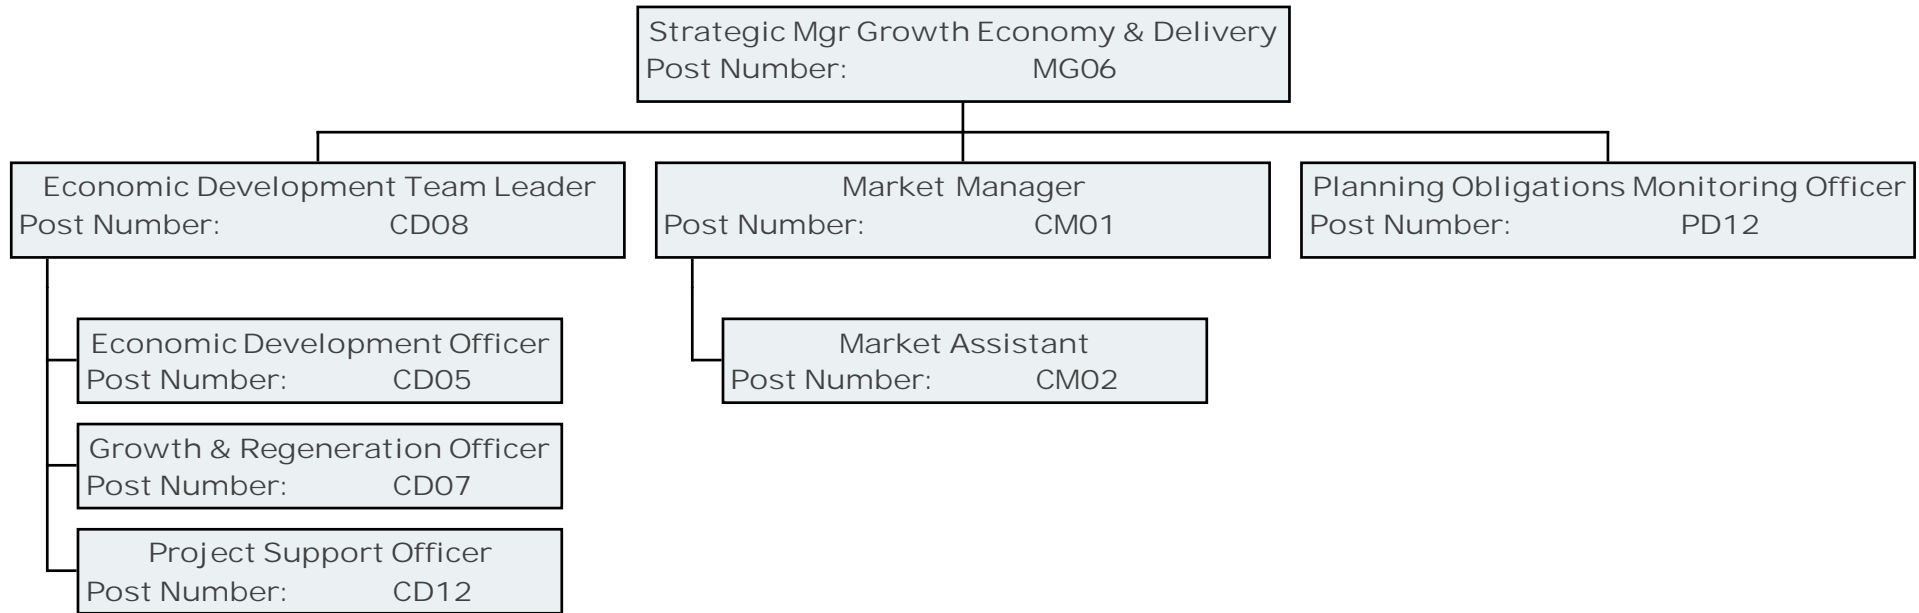 Strategic Mgr Growth Economy & Delivery
Post Number: MG06
Economic Development Team Leader
Post Number: CD08
Market Manager
Post Number: CM01
Planning Obligations Monitoring Officer
Post Number: PD12
Economic Development Officer
Post Number: CD05
Market Assistant
Post Number: CM02
Growth & Regeneration Officer
Post Number: CD07
Project Support Officer
Post Number: CD12